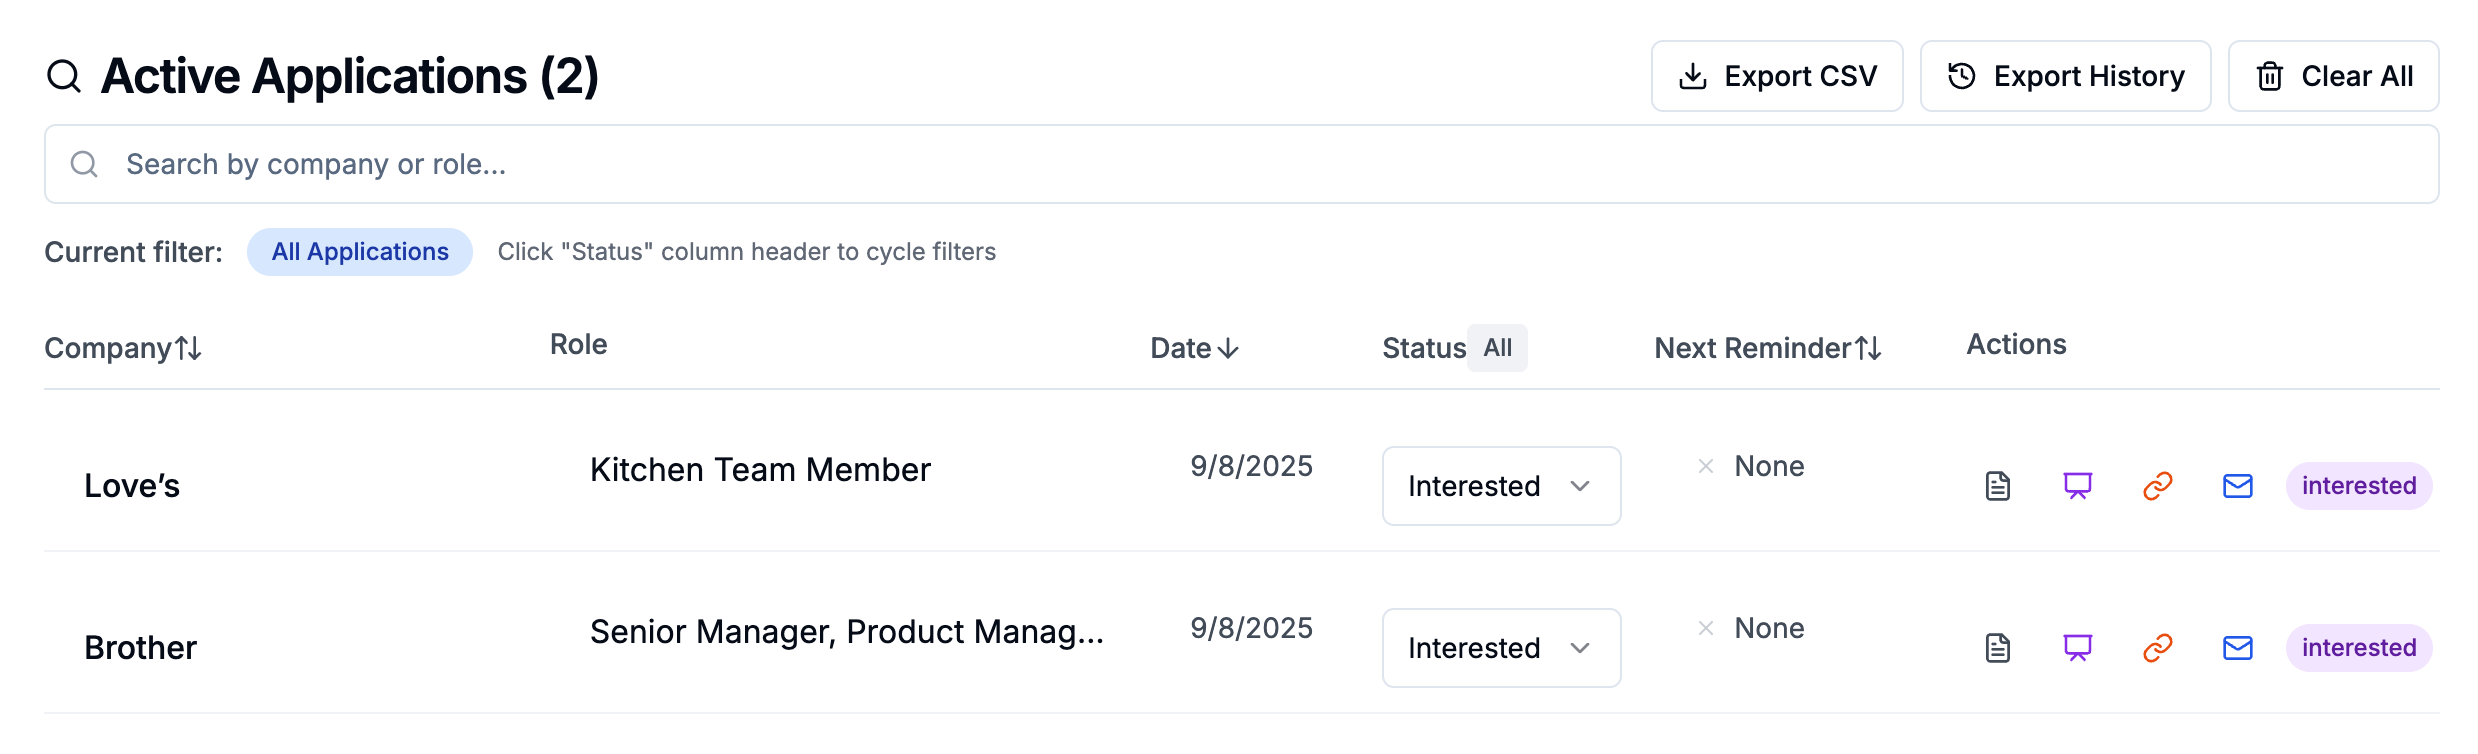 Active Applications (2) Export CSV Export History Clear All
Search by company or role...
Current filter: All Applications Click "Status" column header to cycle filters
Company Role Date Status All Next Reminder Actions
Love’s Kitchen Team Member 9/8/2025 Interested None interested
Brother Senior Manager, Product Manag... 9/8/2025 Interested None interested